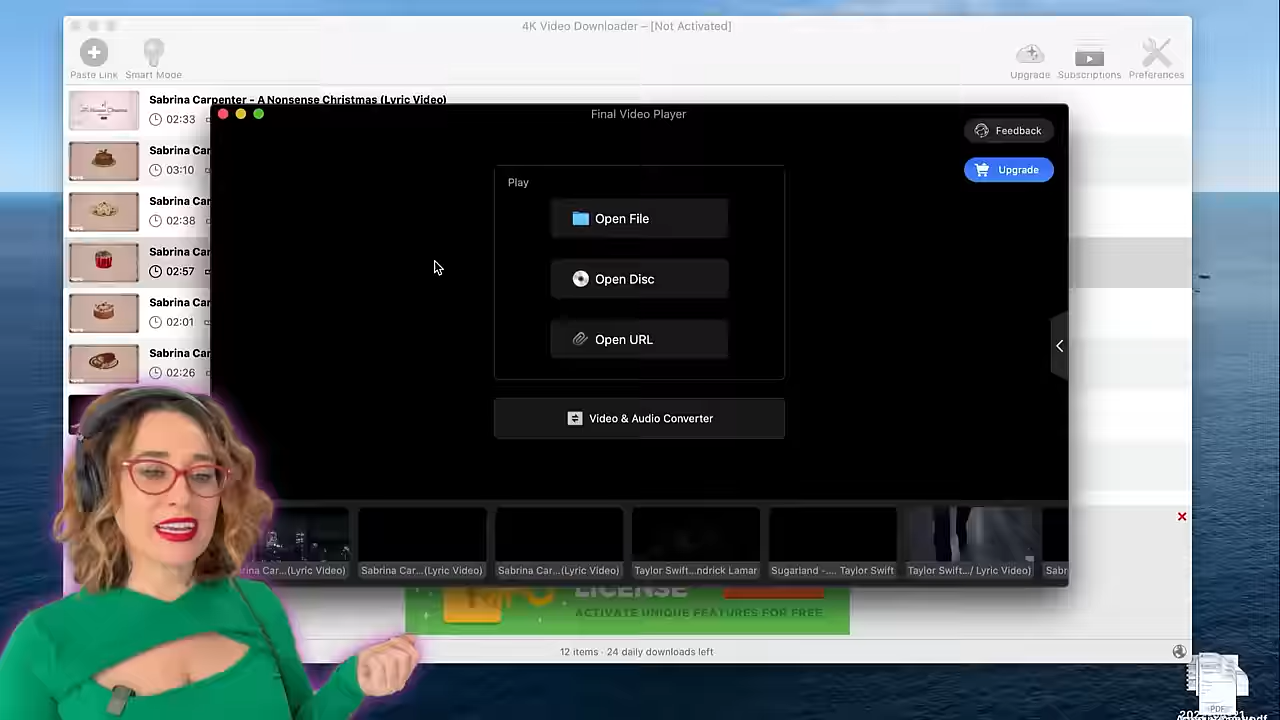 4K Video Downloader – [Not Activated]
Paste Link
Smart Mode
Upgrade
Subscriptions
Preferences
Sabrina Carpenter - A Nonsense Christmas (Lyric Video)
02:33
Sabrina Car
03:10
Sabrina Car
02:38
Sabrina Car
02:57
Sabrina Car
02:01
Sabrina Car
02:26
Final Video Player
Feedback
Upgrade
Play
Open File
Open Disc
Open URL
Video & Audio Converter
Car...(Lyric Video)
Sabrina Car...(Lyric Video)
Sabrina Car...(Lyric Video)
Taylor Swift...ndrick Lamar
Sugarland -.... Taylor Swift
Taylor Swift.../ Lyric Video)
Sabr
LICENSE
ACTIVATE UNIQUE FEATURES FOR FREE
12 items · 24 daily downloads left
PDF